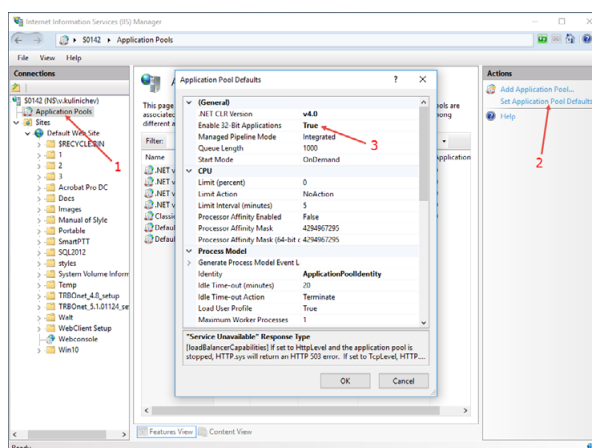 Internet Information Services (IIS) Manager
S0142
Application Pools
File View Help
Connections
S0142 (NS\v.kulinichev)
Application Pools
Sites
Default Web Site
$RECYCLE.BIN
1
2
3
Acrobat Pro DC
Docs
Images
Manual of Slyle
Portable
SmartPTT
SQL2012
styles
System Volume Inform
Temp
TRBOnet_4.8_setup
TRBOnet_5.1.01124_se
Walt
WebClient Setup
Webconsole
Win10
1
A
This page
associated
different a
Filter:
Name
.NET v
.NET v
.NET v
.NET v
Classic
Defaul
Defaul
ols are
ong
Application
Application Pool Defaults
?
(General)
.NET CLR Version v4.0
Enable 32-Bit Applications True
Managed Pipeline Mode Integrated
Queue Length 1000
Start Mode OnDemand
CPU
Limit (percent) 0
Limit Action NoAction
Limit Interval (minutes) 5
Processor Affinity Enabled False
Processor Affinity Mask 4294967295
Processor Affinity Mask (64-bit c 4294967295
Process Model
Generate Process Model Event L
Identity ApplicationPoolIdentity
Idle Time-out (minutes) 20
Idle Time-out Action Terminate
Load User Profile True
Maximum Worker Processes 1
3
"Service Unavailable" Response Type
[loadBalancerCapabilities] If set to HttpLevel and the application pool is
stopped, HTTP.sys will return an HTTP 503 error. If set to TcpLevel, HTTP....
OK Cancel
Features View Content View
Actions
Add Application Pool...
Set Application Pool Defaults
Help
2
Ready